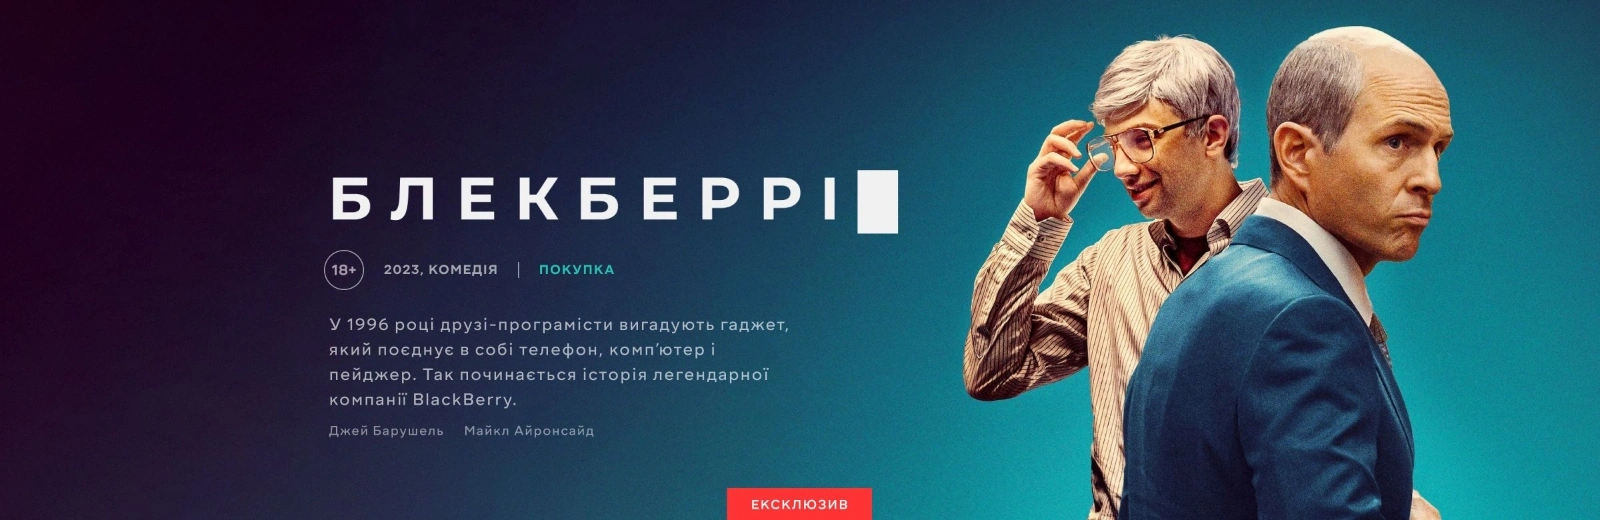 БЛЕКБЕРРІ
18+ 2023, КОМЕДІЯ | ПОКУПКА
У 1996 році друзі-програмісти вигадують гаджет,
який поєднує в собі телефон, комп'ютер і
пейджер. Так починається історія легендарної
компанії BlackBerry.
Джей Барушель Майкл Айронсайд
ЕКСКЛЮЗИВ